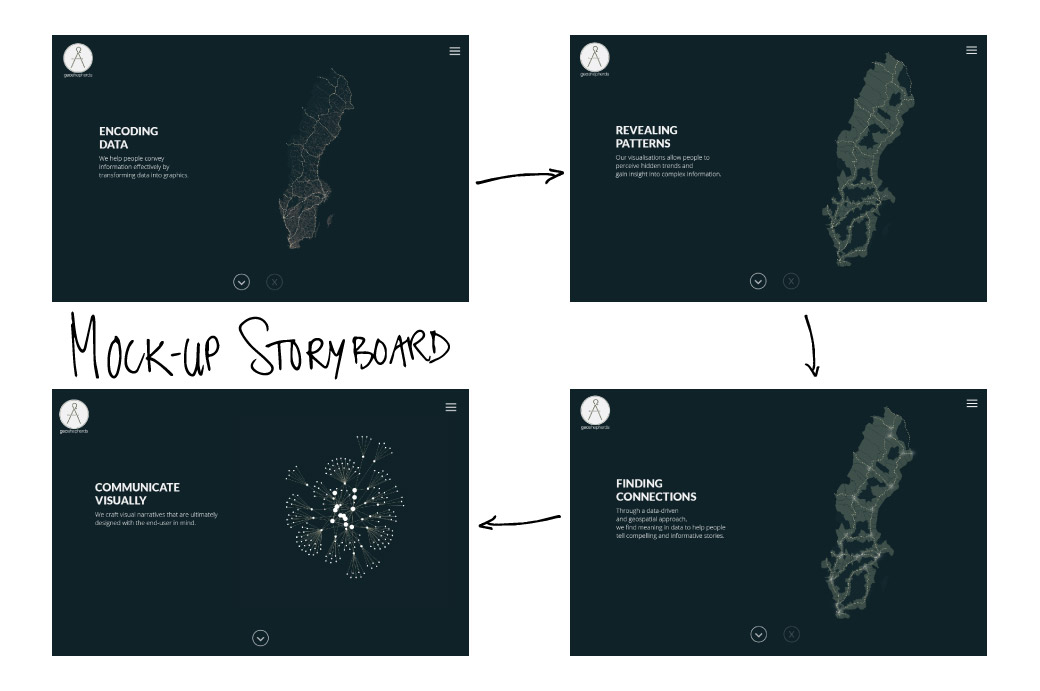 geoshepherds
ENCODING
DATA
We help people convey
information effectively by
transforming data into graphics.
X
geoshepherds
REVEALING
PATTERNS
Our visualisations allow people to
perceive hidden trends and
gain insight into complex information.
X
MOCK-UP STORYBOARD
geoshepherds
FINDING
CONNECTIONS
Through a data-driven
and geospatial approach,
we find meaning in data to help people
tell compelling and informative stories.
X
geoshepherds
COMMUNICATE
VISUALLY
We craft visual narratives that are ultimately
designed with the end-user in mind.